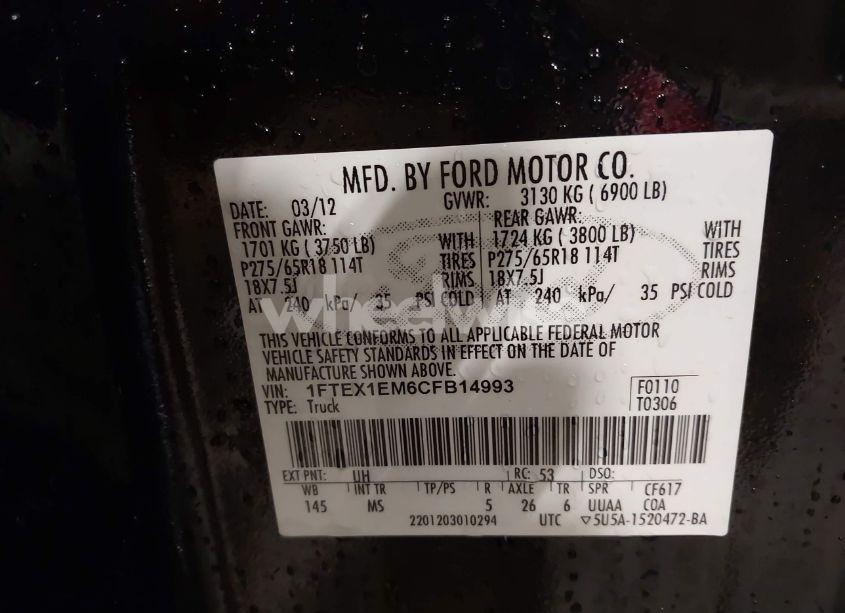 MFD. BY FORD MOTOR CO.
DATE: 03/12 GVWR: 3130 KG ( 6900 LB)
FRONT GAWR: REAR GAWR:
1701 KG ( 3750 LB) WITH 1724 KG ( 3800 LB) WITH
P275/65R18 114T TIRES P275/65R18 114T TIRES
18X7.5J RIMS 18X7.5J RIMS
AT 240 kPa/ 35 PSI COLD AT 240 kPa/ 35 PSI COLD
wheelwise
THIS VEHICLE CONFORMS TO ALL APPLICABLE FEDERAL MOTOR
VEHICLE SAFETY STANDARDS IN EFFECT ON THE DATE OF
MANUFACTURE SHOWN ABOVE.
VIN: 1FTEX1EM6CFB14993 F0110
TYPE: Truck T0306
EXT PNT: UH RC: 53 DSO:
WB INT TR TP/PS R AXLE TR SPR CF617
145 MS 5 26 6 UUAA COA
2201203010294 UTC ▽5U5A-1520472-BA